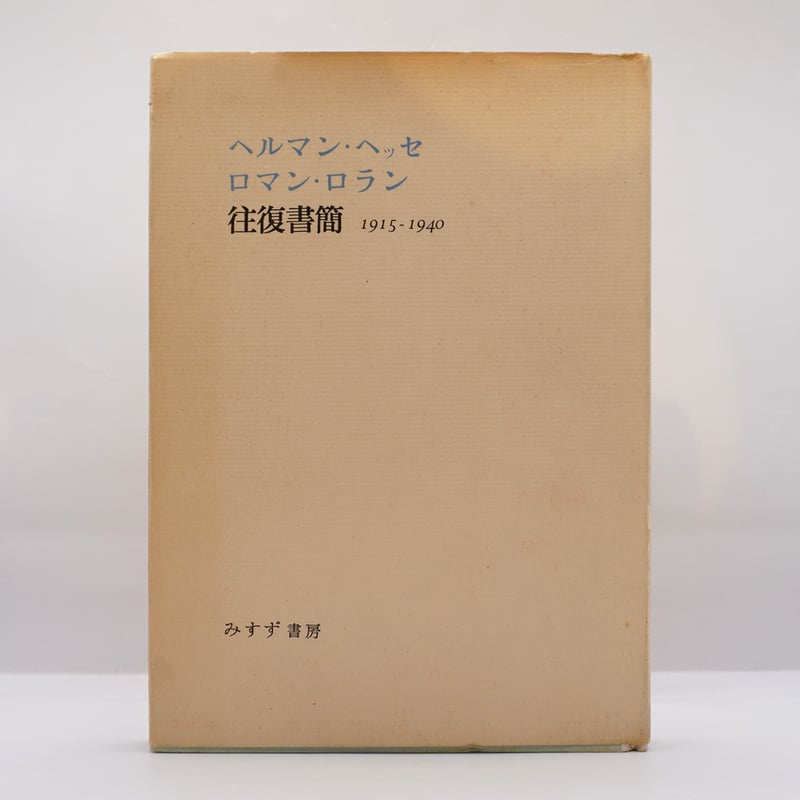 ヘルマン・ヘッセ
ロマン・ロラン
往復書簡 1915-1940
みすず書房